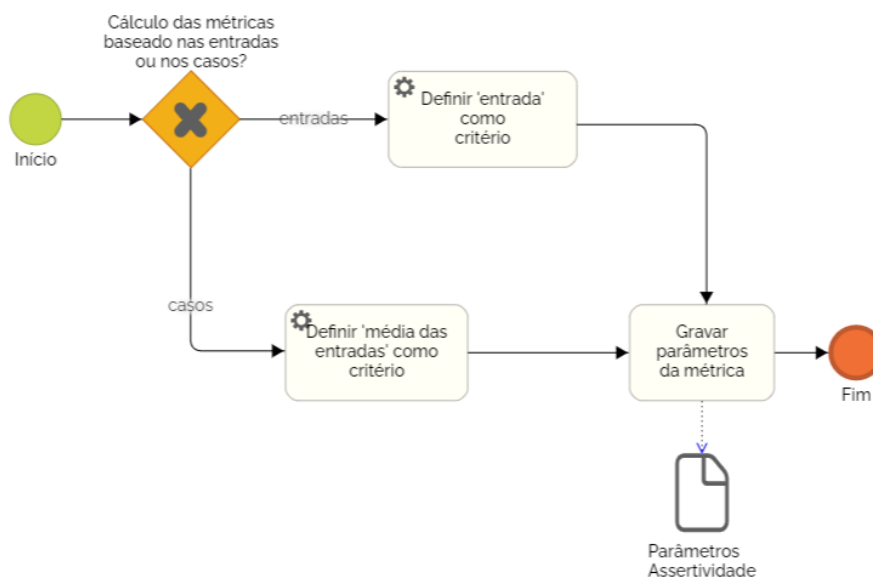 Cálculo das métricas
baseado nas entradas
ou nos casos?
Início
entradas
Definir 'entrada'
como
critério
casos
Definir 'média das
entradas' como
critério
Gravar
parâmetros
da métrica
Fim
Parâmetros
Assertividade